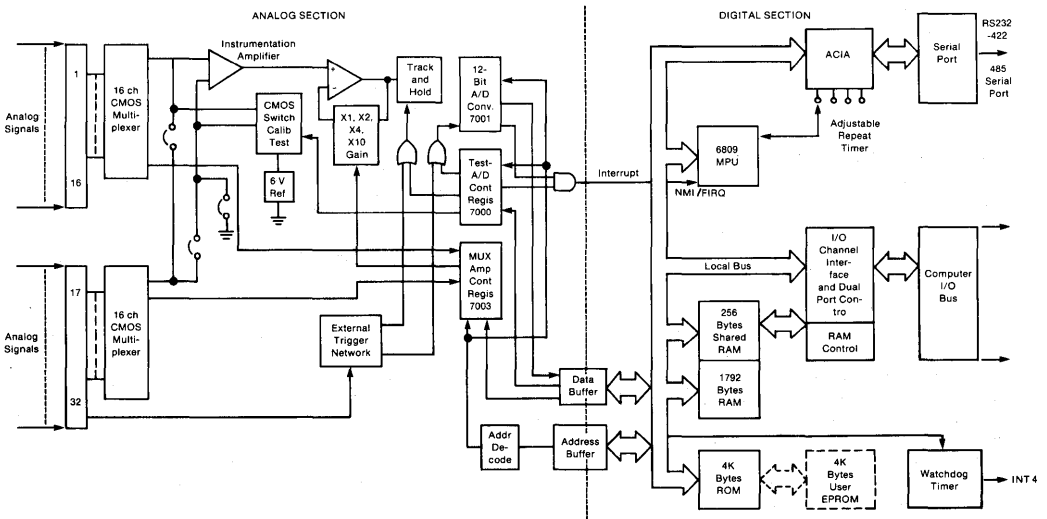 ANALOG SECTION
DIGITAL SECTION
Analog
Signals
1
16
16 ch
CMOS
Multi-
plexer
Instrumentation
Amplifier
CMOS
Switch
Calib
Test
6 V
Ref
+
-
X1, X2,
X4,
X10
Gain
Track
and
Hold
12-
Bit
A/D
Conv.
7001
Test-
A/D
Cont
Regis
7000
MUX
Amp
Cont
Regis
7003
Analog
Signals
17
32
16 ch
CMOS
Multi-
plexer
External
Trigger
Network
Addr
De-
code
Data
Buffer
Address
Buffer
Interrupt
NMI/FIRQ
Local Bus
ACIA
Serial
Port
RS232
-422
485
Serial
Port
Adjustable
Repeat
Timer
6809
MPU
I/O
Channel
Inter-
face
and Dual
Port Con-
tro
RAM
Control
Computer
I/O
Bus
256
Bytes
Shared
RAM
1792
Bytes
RAM
4K
Bytes
ROM
4K
Bytes
User
EPROM
Watchdog
Timer
INT4